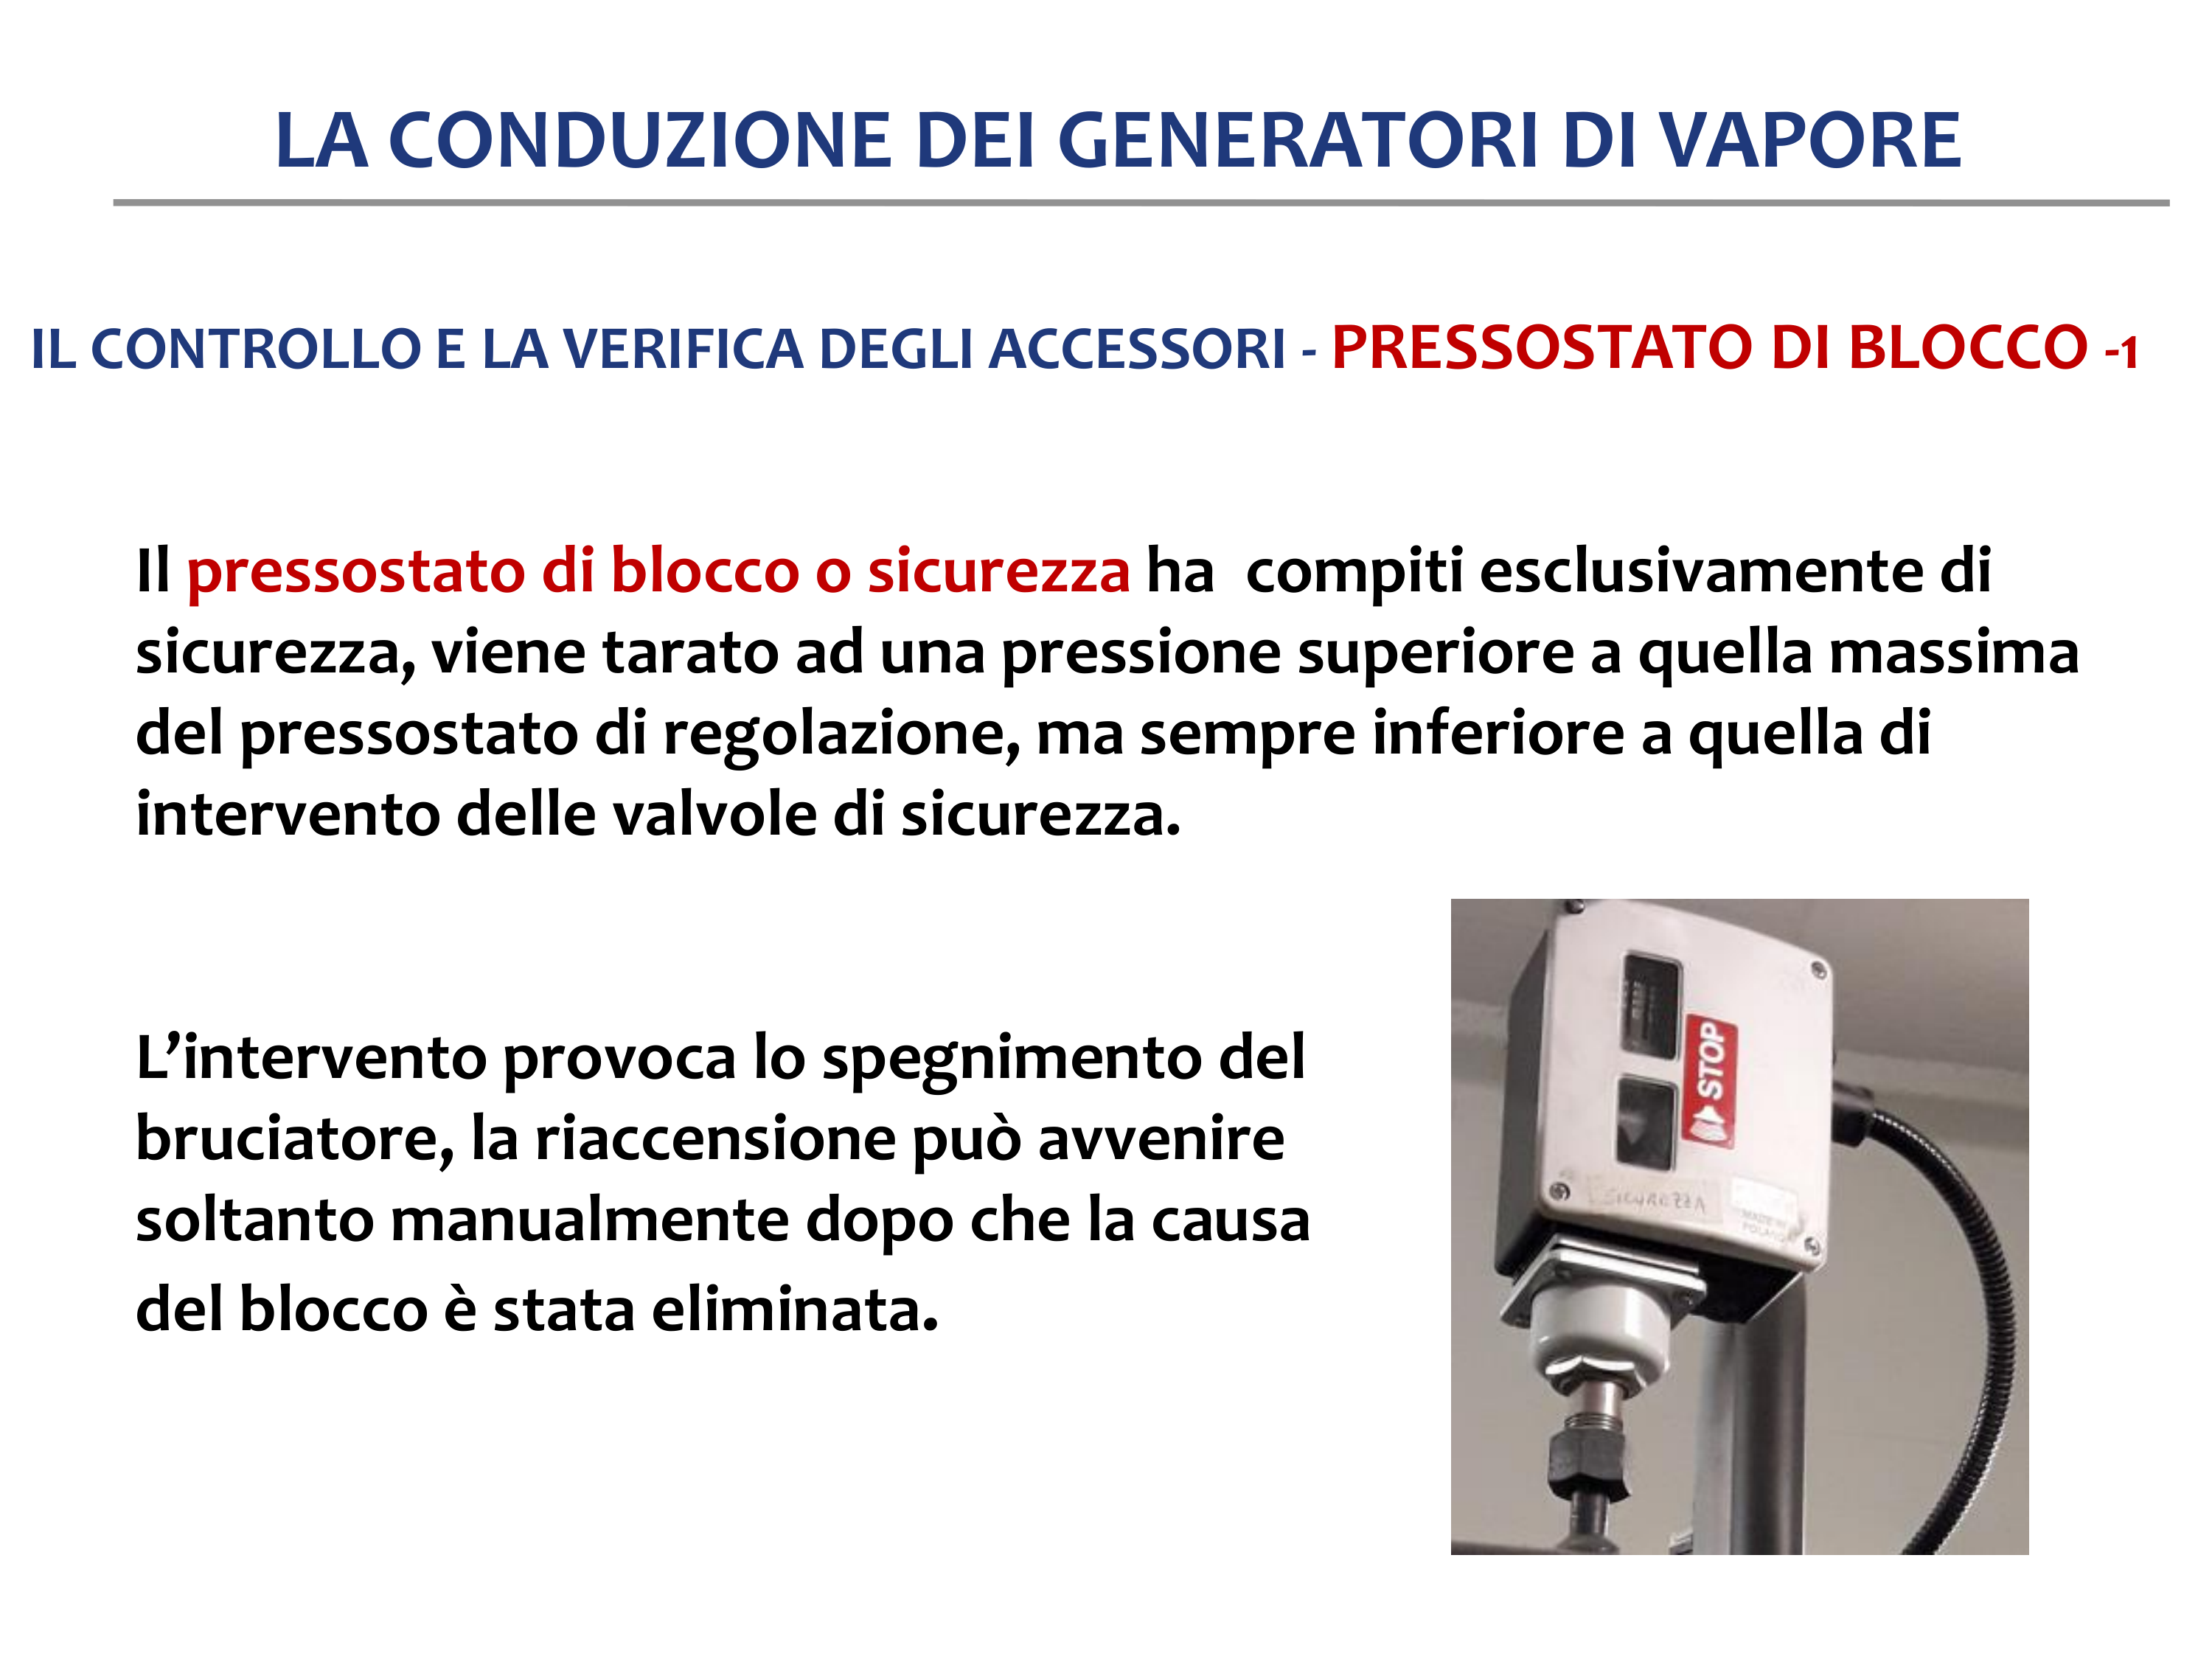 LA CONDUZIONE DEI GENERATORI DI VAPORE
IL CONTROLLO E LA VERIFICA DEGLI ACCESSORI - PRESSOSTATO DI BLOCCO -1
Il pressostato di blocco o sicurezza ha  compiti esclusivamente di
sicurezza, viene tarato ad una pressione superiore a quella massima
del pressostato di regolazione, ma sempre inferiore a quella di
intervento delle valvole di sicurezza.
L’intervento provoca lo spegnimento del
bruciatore, la riaccensione può avvenire
soltanto manualmente dopo che la causa
del blocco è stata eliminata.
STOP
SICUREZZA
MADE IN
POLAND